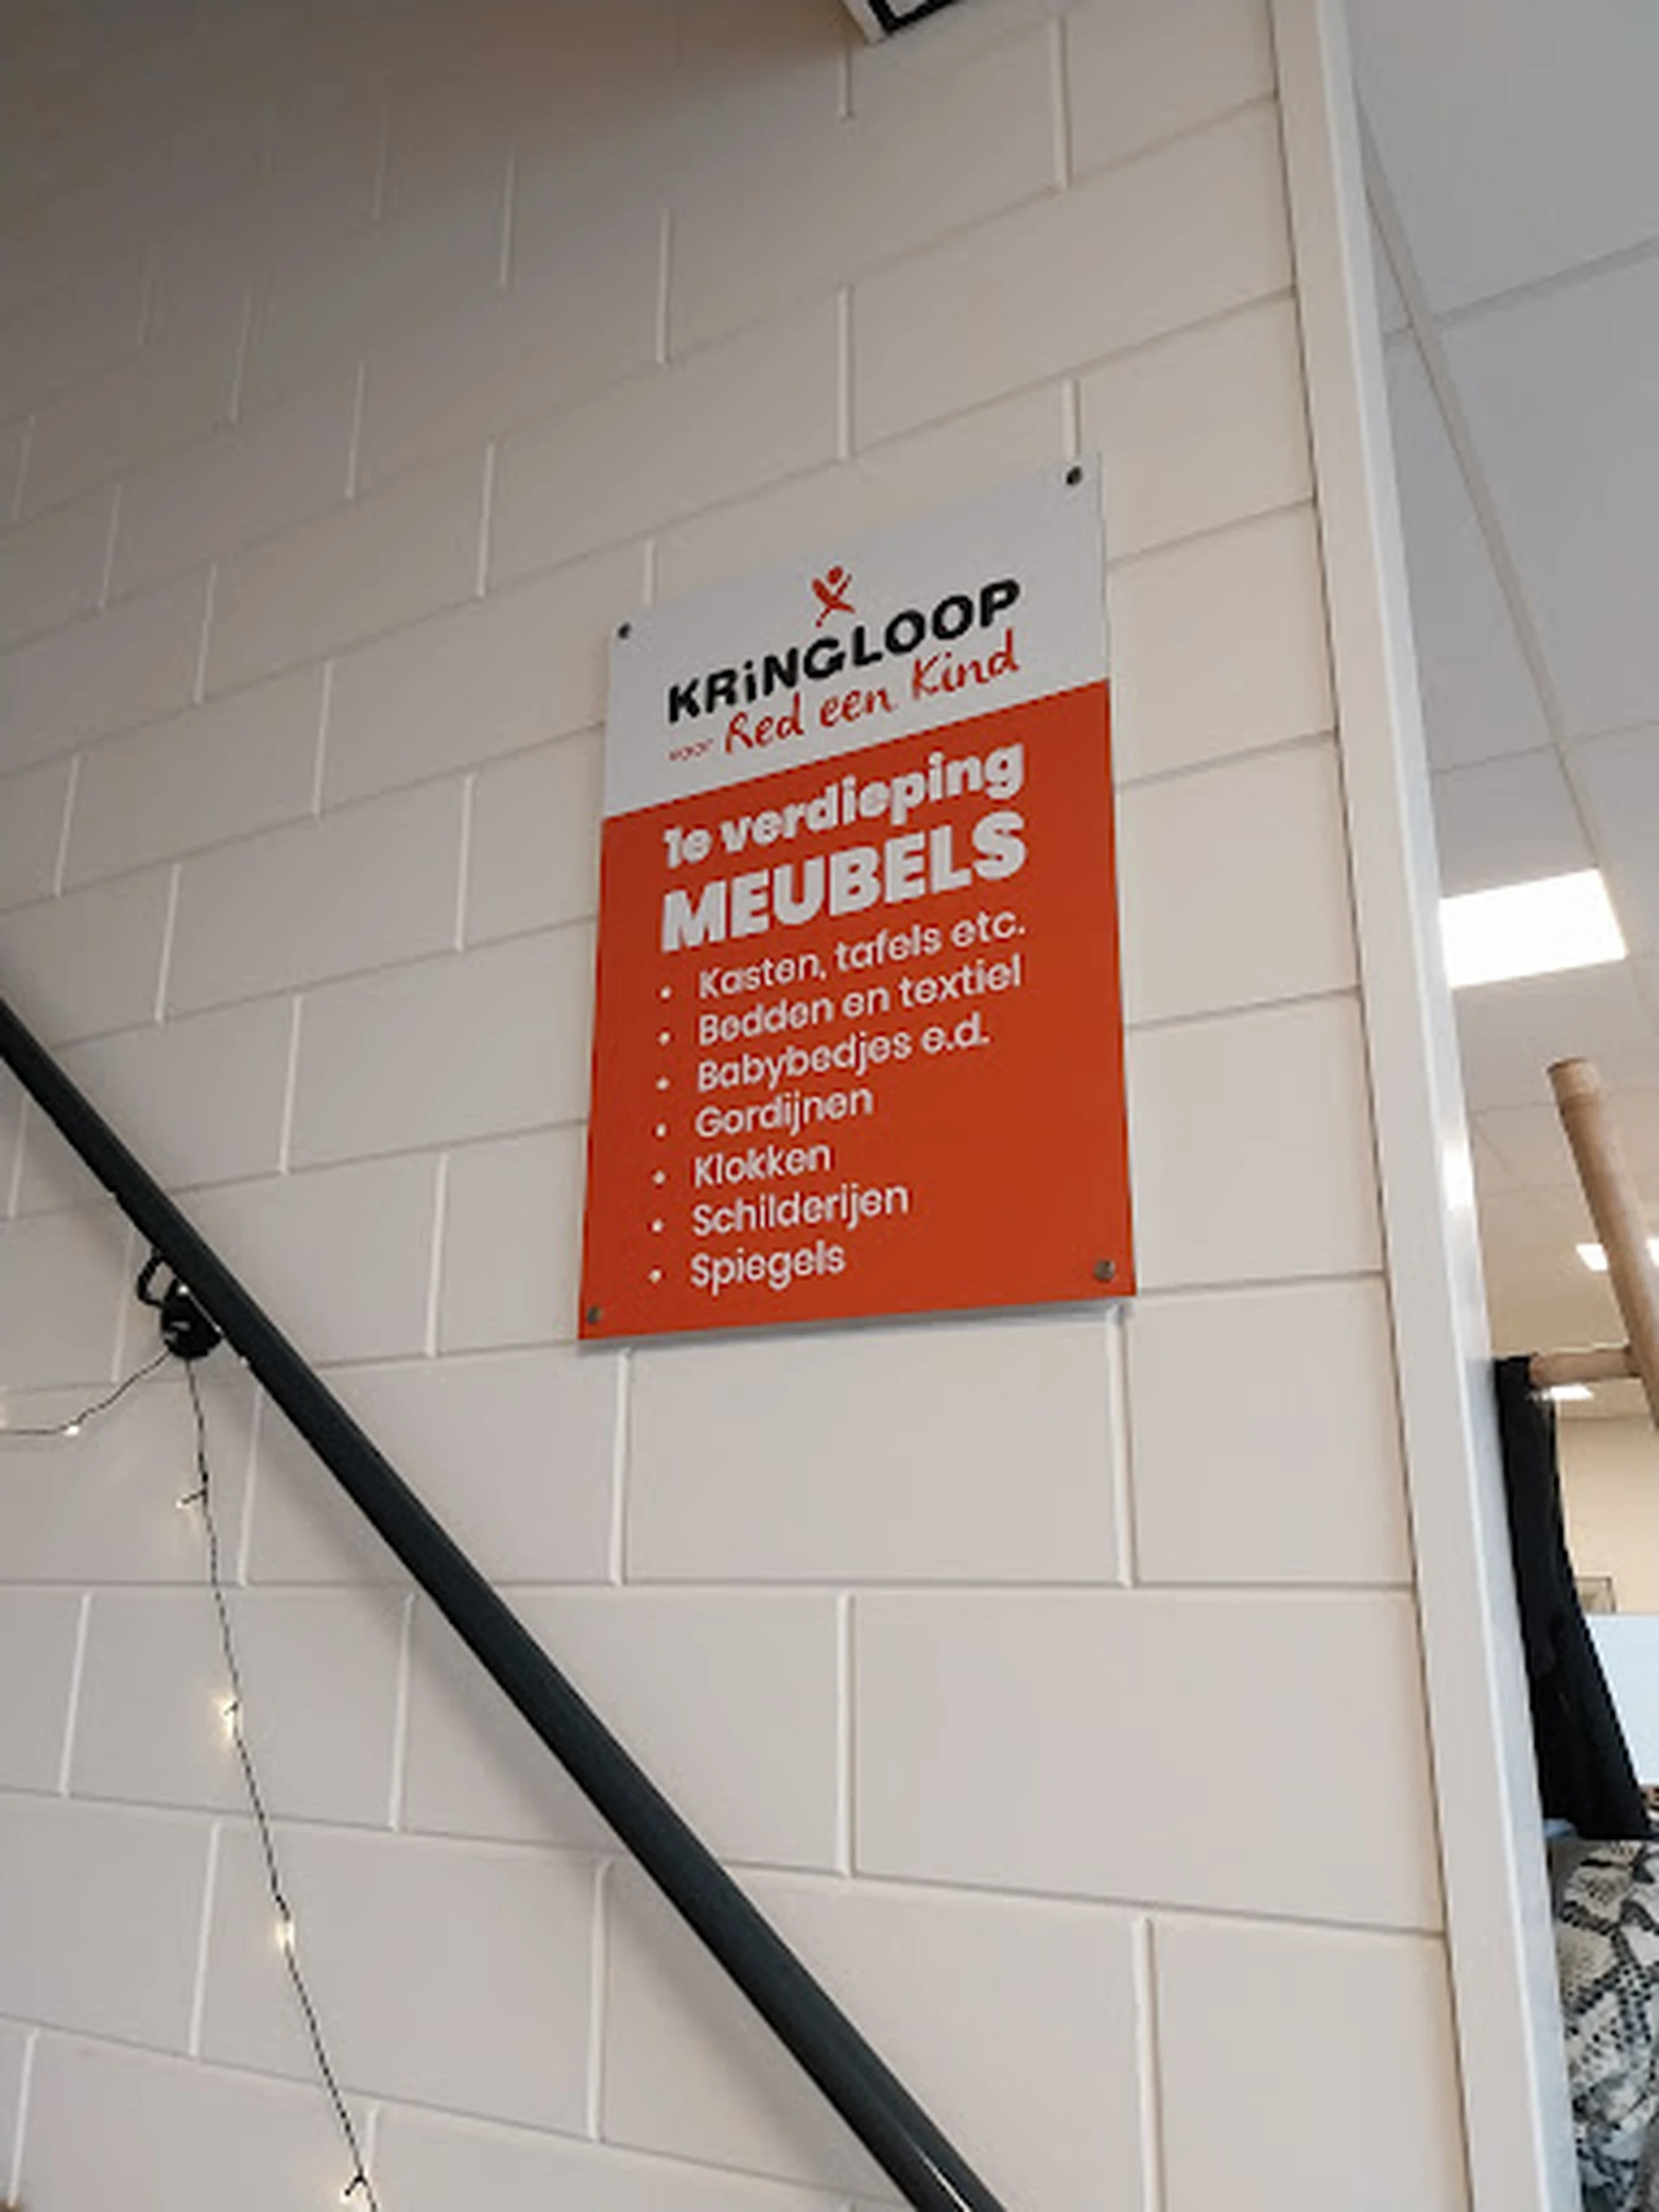 KRiNGLOOP
voor Red een Kind
1e verdieping
MEUBELS
• Kasten, tafels etc.
• Bedden en textiel
• Babybedjes e.d.
• Gordijnen
• Klokken
• Schilderijen
• Spiegels